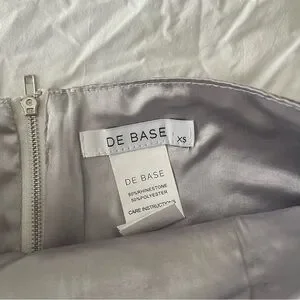 DE BASE
XS
DE BASE
50%RHINESTONE
50%POLYESTER
CARE INSTRUCTIONS